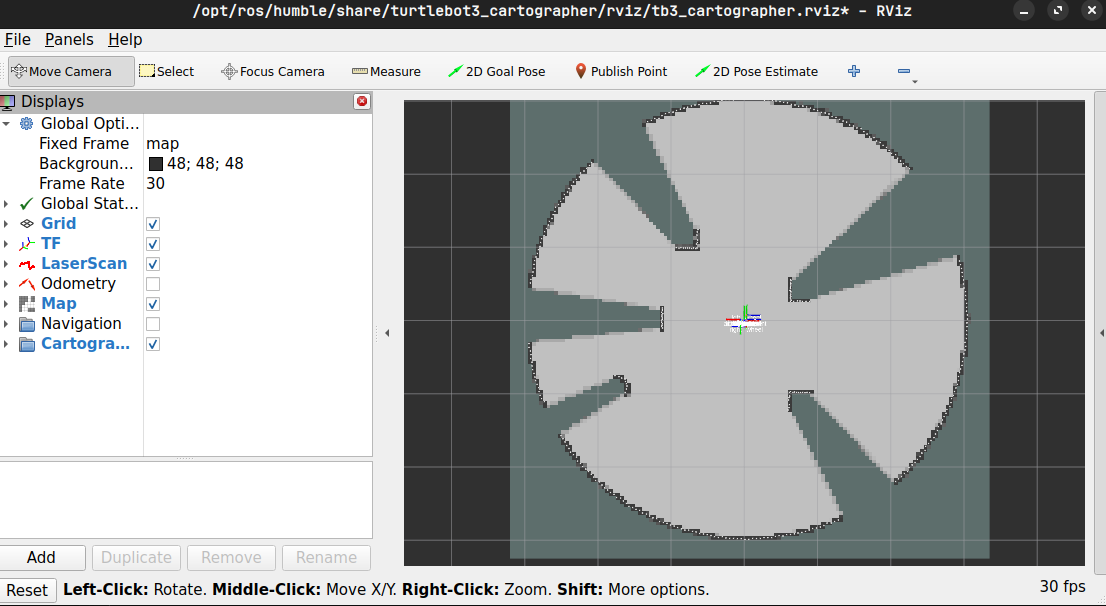 /opt/ros/humble/share/turtlebot3_cartographer/rviz/tb3_cartographer.rviz* - RViz
File Panels Help
Move Camera Select Focus Camera Measure 2D Goal Pose Publish Point 2D Pose Estimate
Displays
Global Opti...
Fixed Frame map
Backgroun... 48; 48; 48
Frame Rate 30
Global Stat...
Grid
TF
LaserScan
Odometry
Map
Navigation
Cartogra...
Add Duplicate Remove Rename
Reset Left-Click: Rotate. Middle-Click: Move X/Y. Right-Click: Zoom. Shift: More options. 30 fps